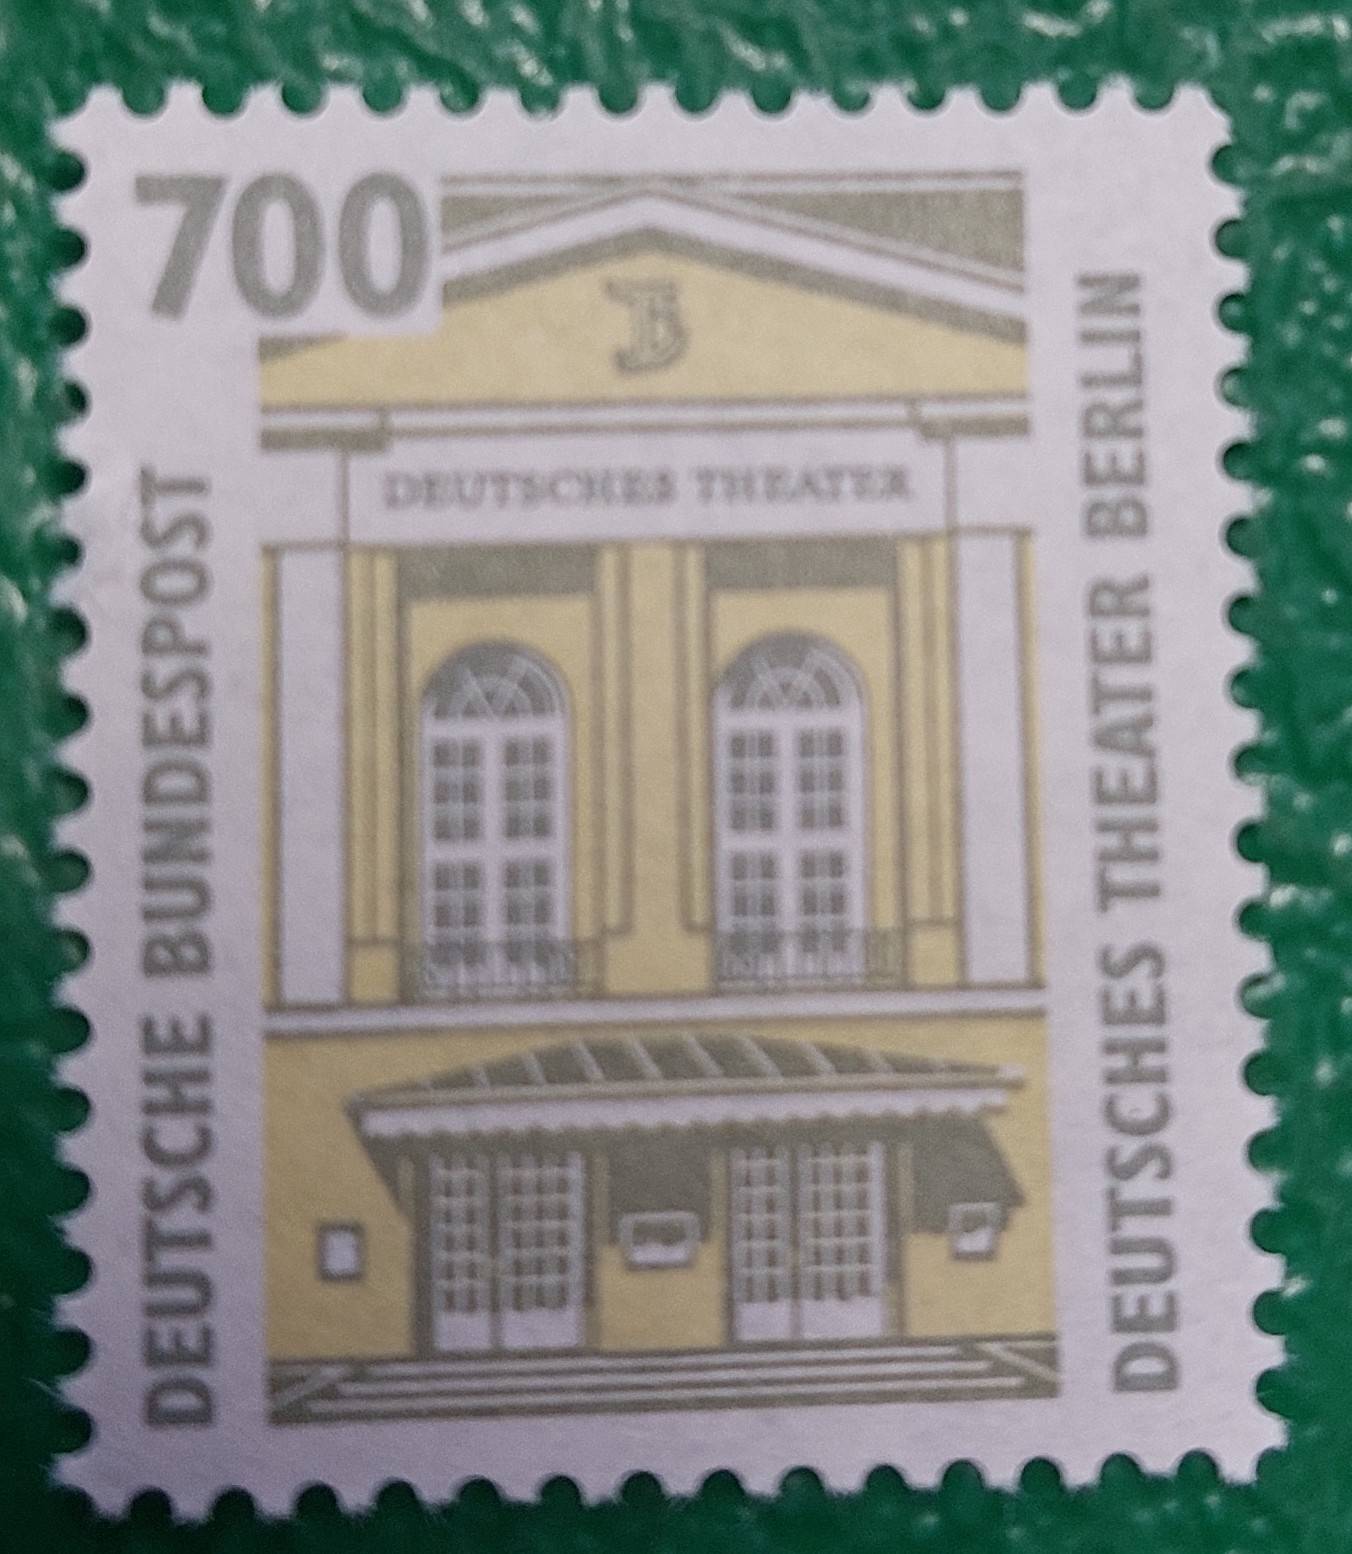 700
DEUTSCHE BUNDESPOST
DEUTSCHES THEATER
DEUTSCHES THEATER BERLIN